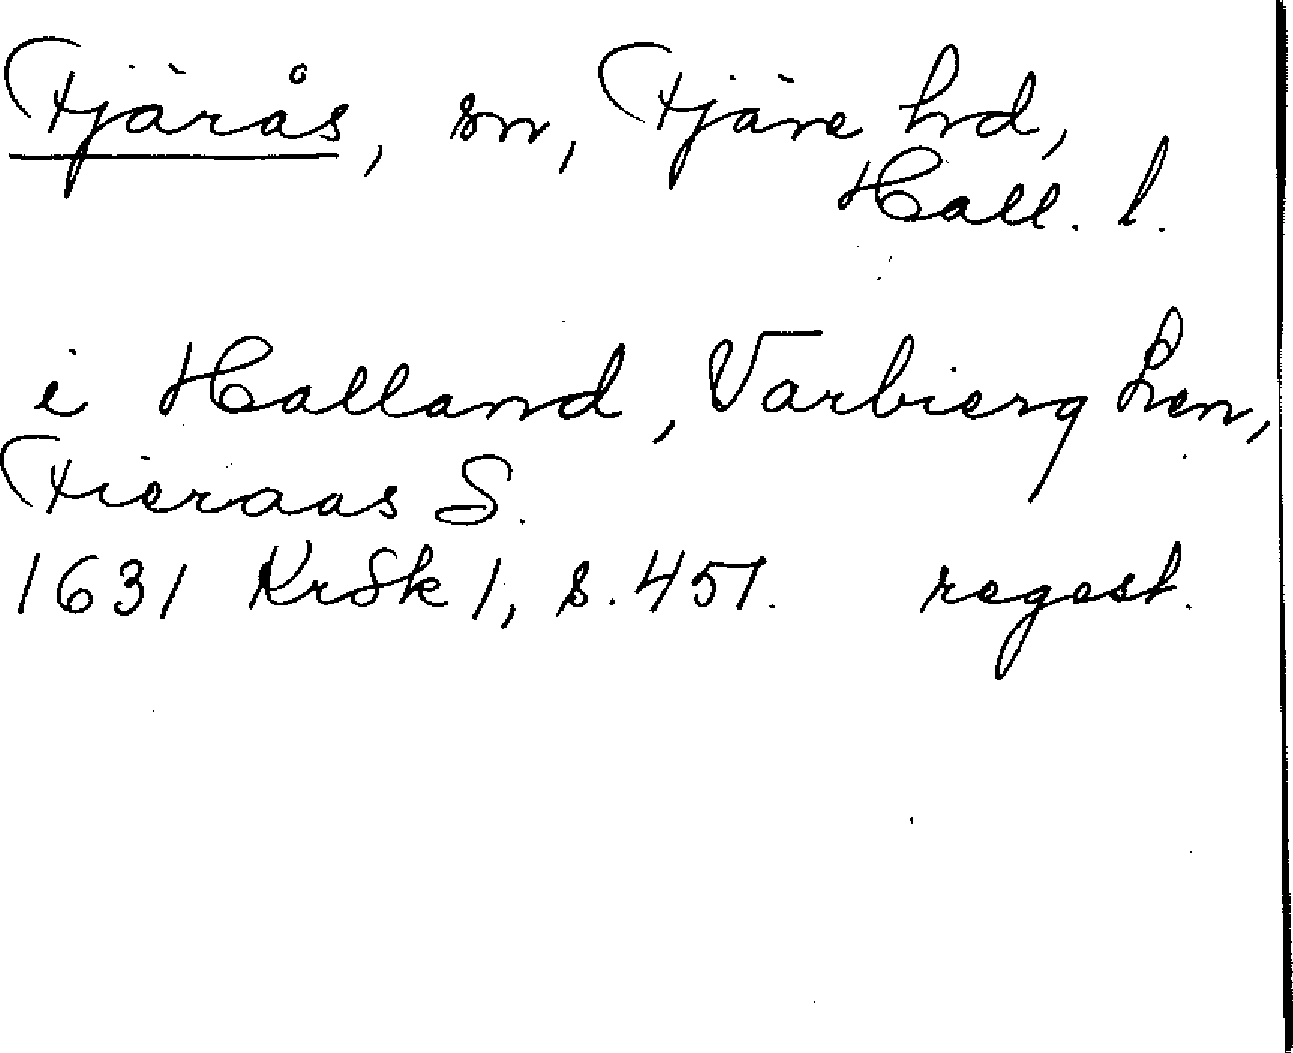 Fjärås, sn, Fjäre hd,
Hall. l.
i Halland, Varbierg Len,
Fieraas S.
1631 KrSk 1, s. 451. regest.